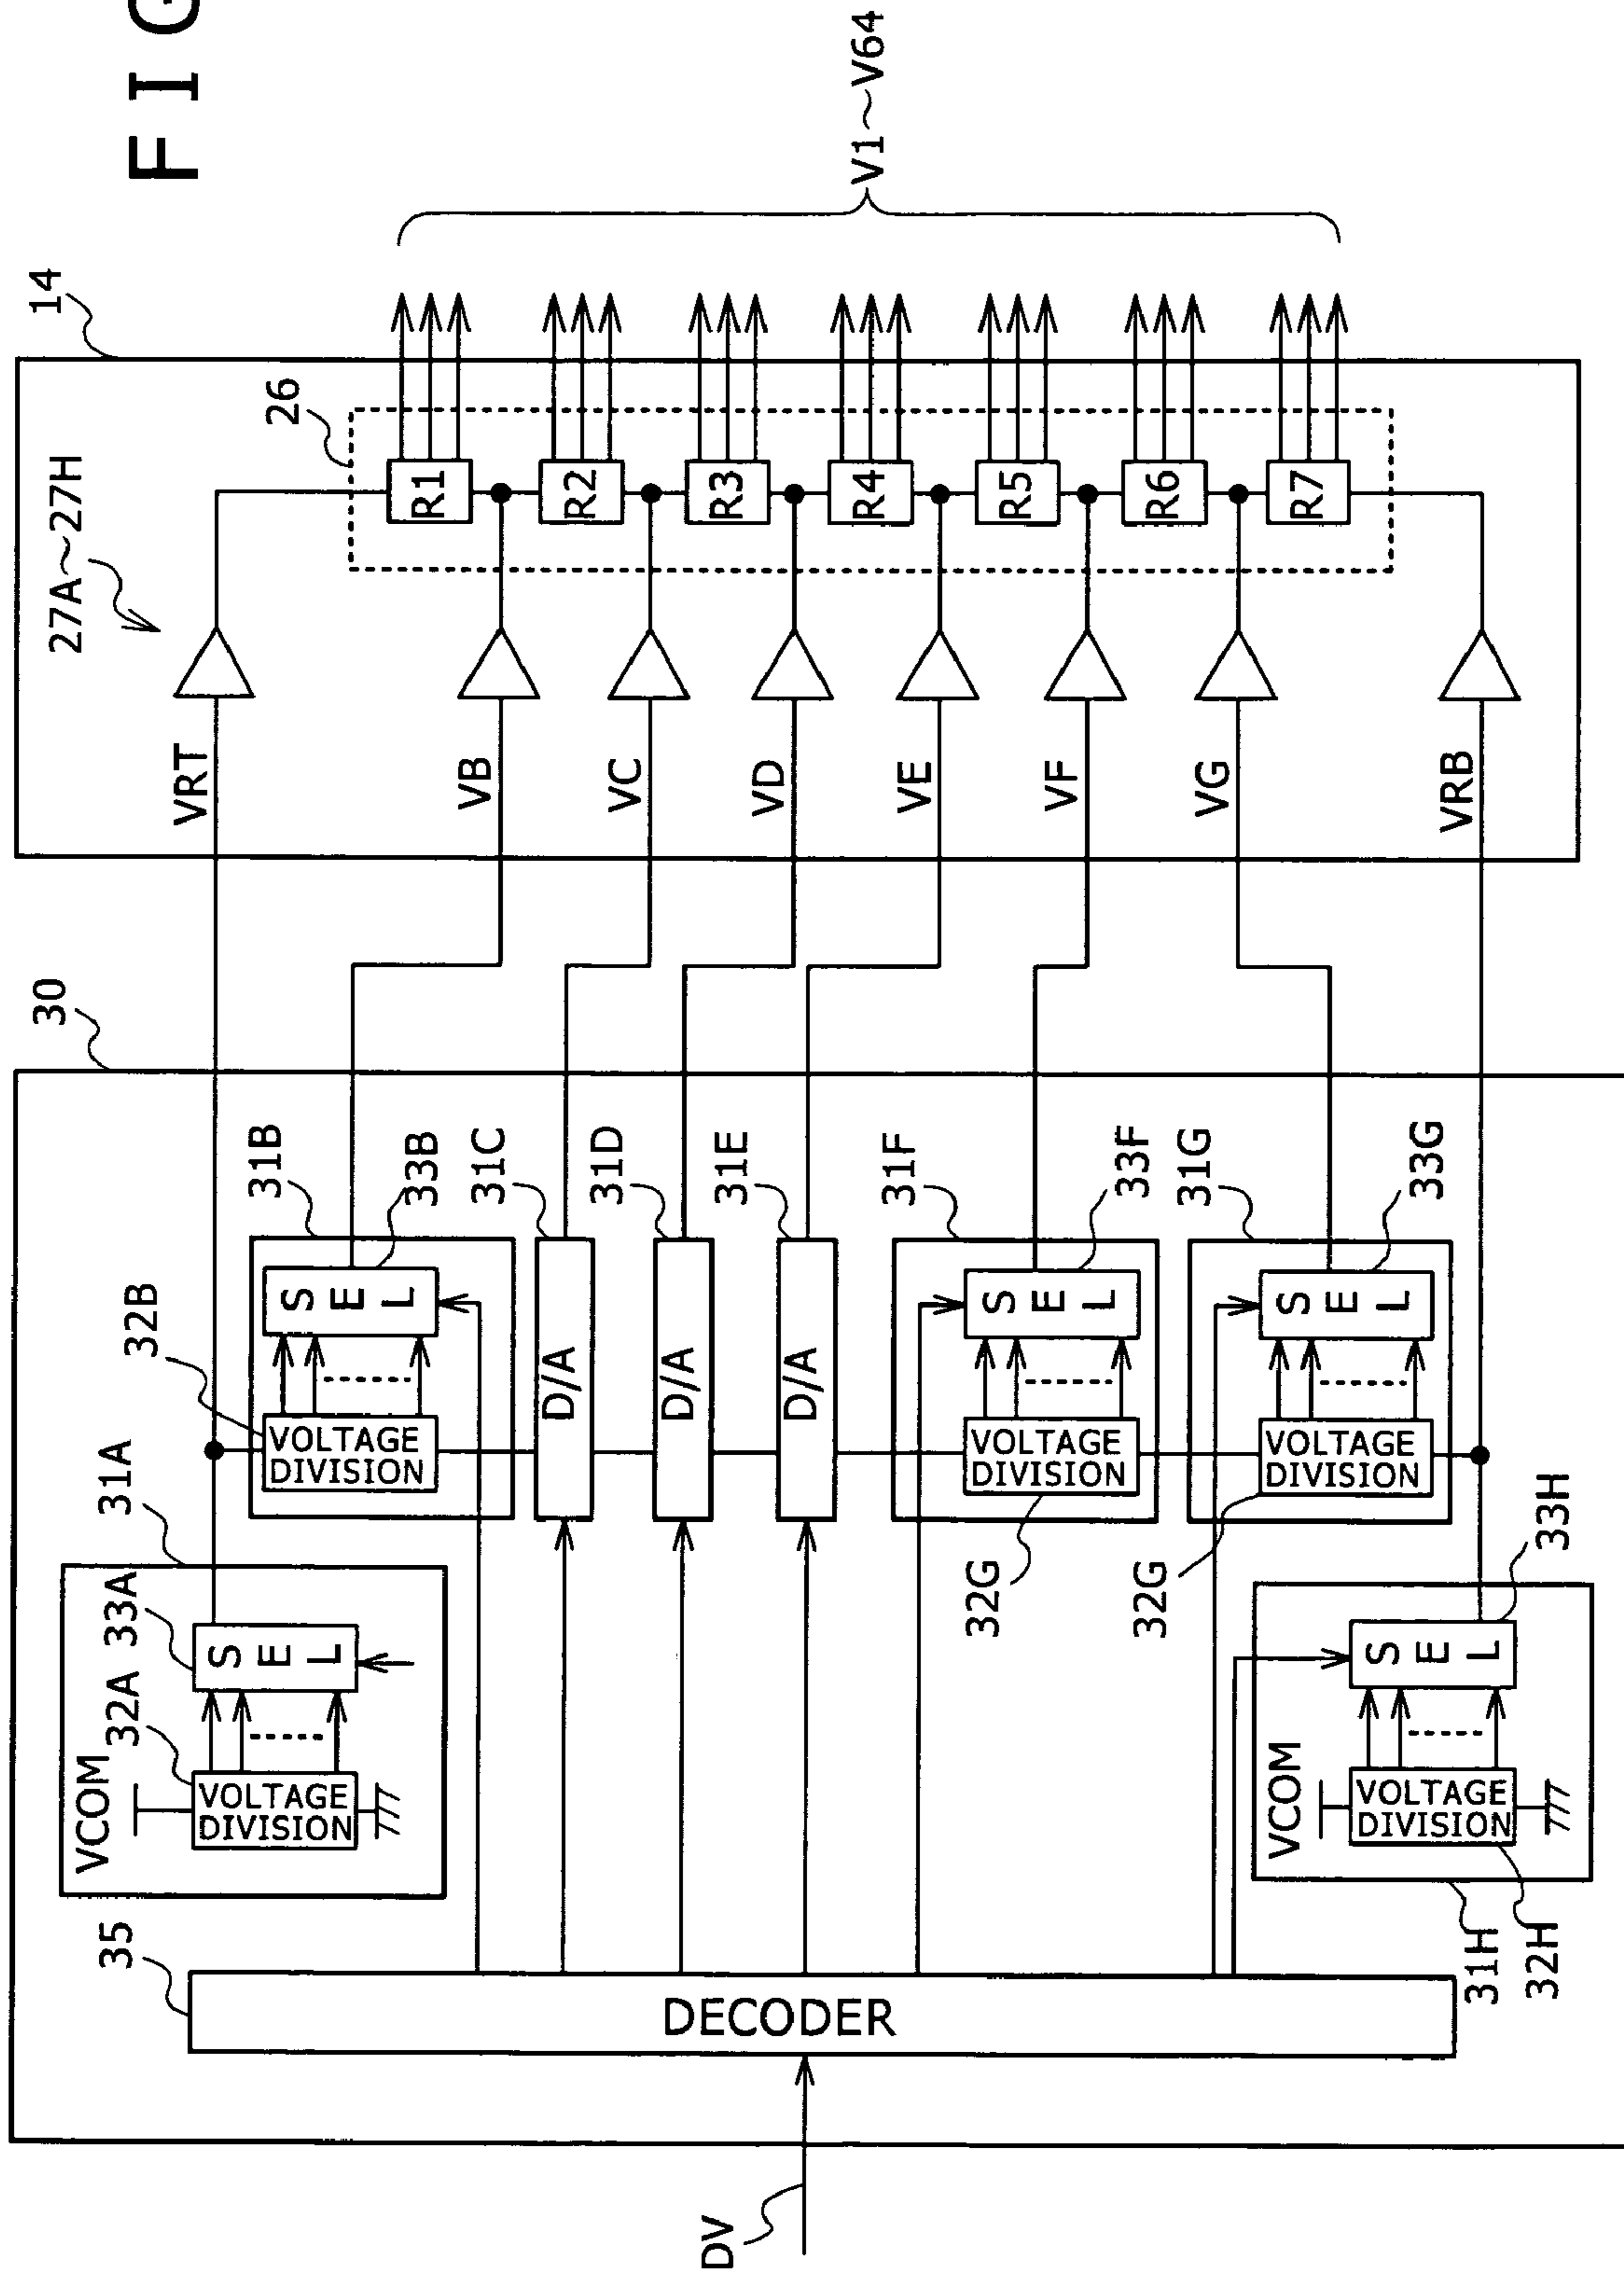 FIG
14
27A~27H
26
VRT
R1
VB
R2
VC
R3
VD
R4
VE
R5
VF
R6
VG
R7
VRB
V1~V64
30
31A
VCOM
32A
33A
VOLTAGE
DIVISION
SEL
32B
31B
33B
VOLTAGE
DIVISION
SEL
31C
D/A
31D
D/A
31E
D/A
31F
33F
VOLTAGE
DIVISION
SEL
32G
31G
33G
VOLTAGE
DIVISION
SEL
32G
33H
VCOM
VOLTAGE
DIVISION
SEL
31H
32H
35
DECODER
DV